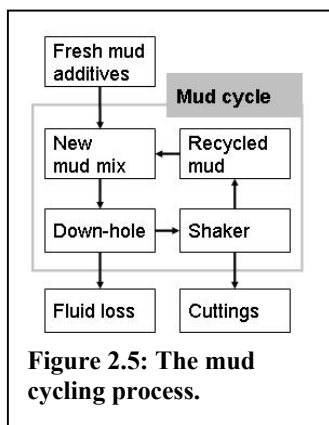 Fresh mud
additives
Mud cycle
New
mud mix
Recycled
mud
Down-hole
Shaker
Fluid loss
Cuttings
Figure 2.5: The mud
cycling process.